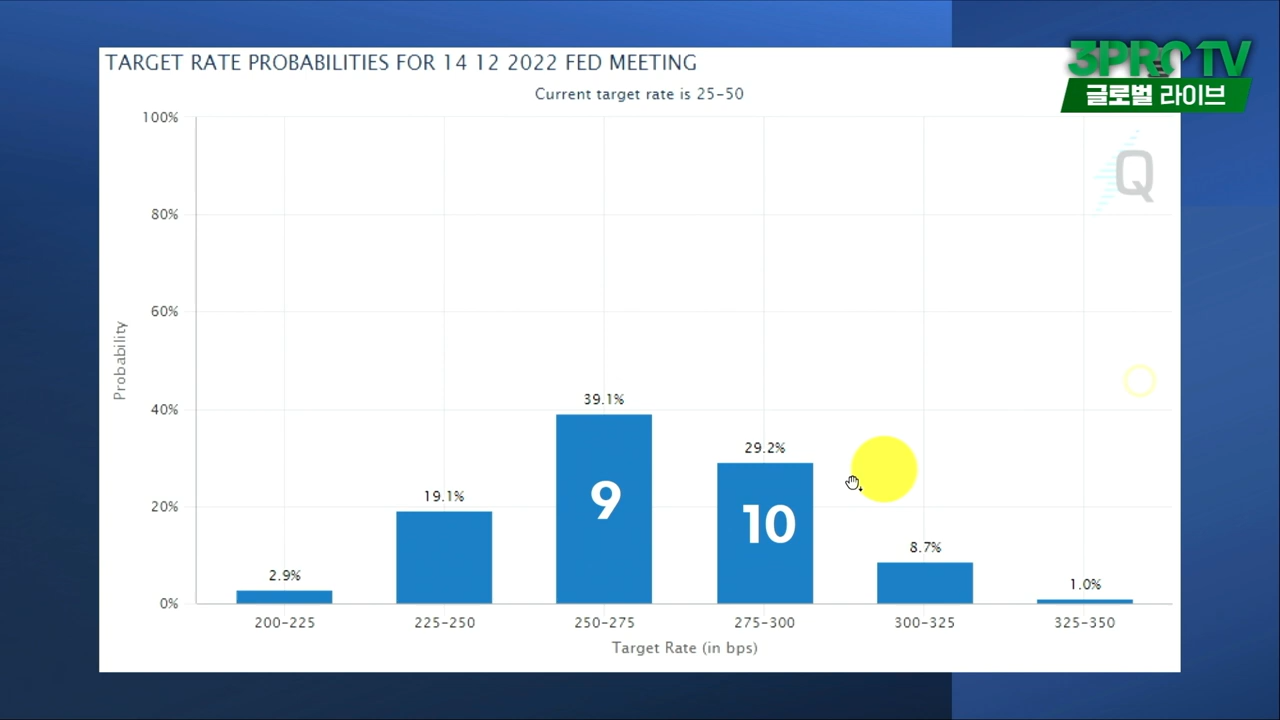 3PRO TV
글로벌 라이브
TARGET RATE PROBABILITIES FOR 14 12 2022 FED MEETING
Current target rate is 25-50
Q
100%
80%
60%
40%
20%
0%
Probability
2.9%
19.1%
39.1%
29.2%
8.7%
1.0%
9
10
200-225
225-250
250-275
275-300
300-325
325-350
Target Rate (in bps)